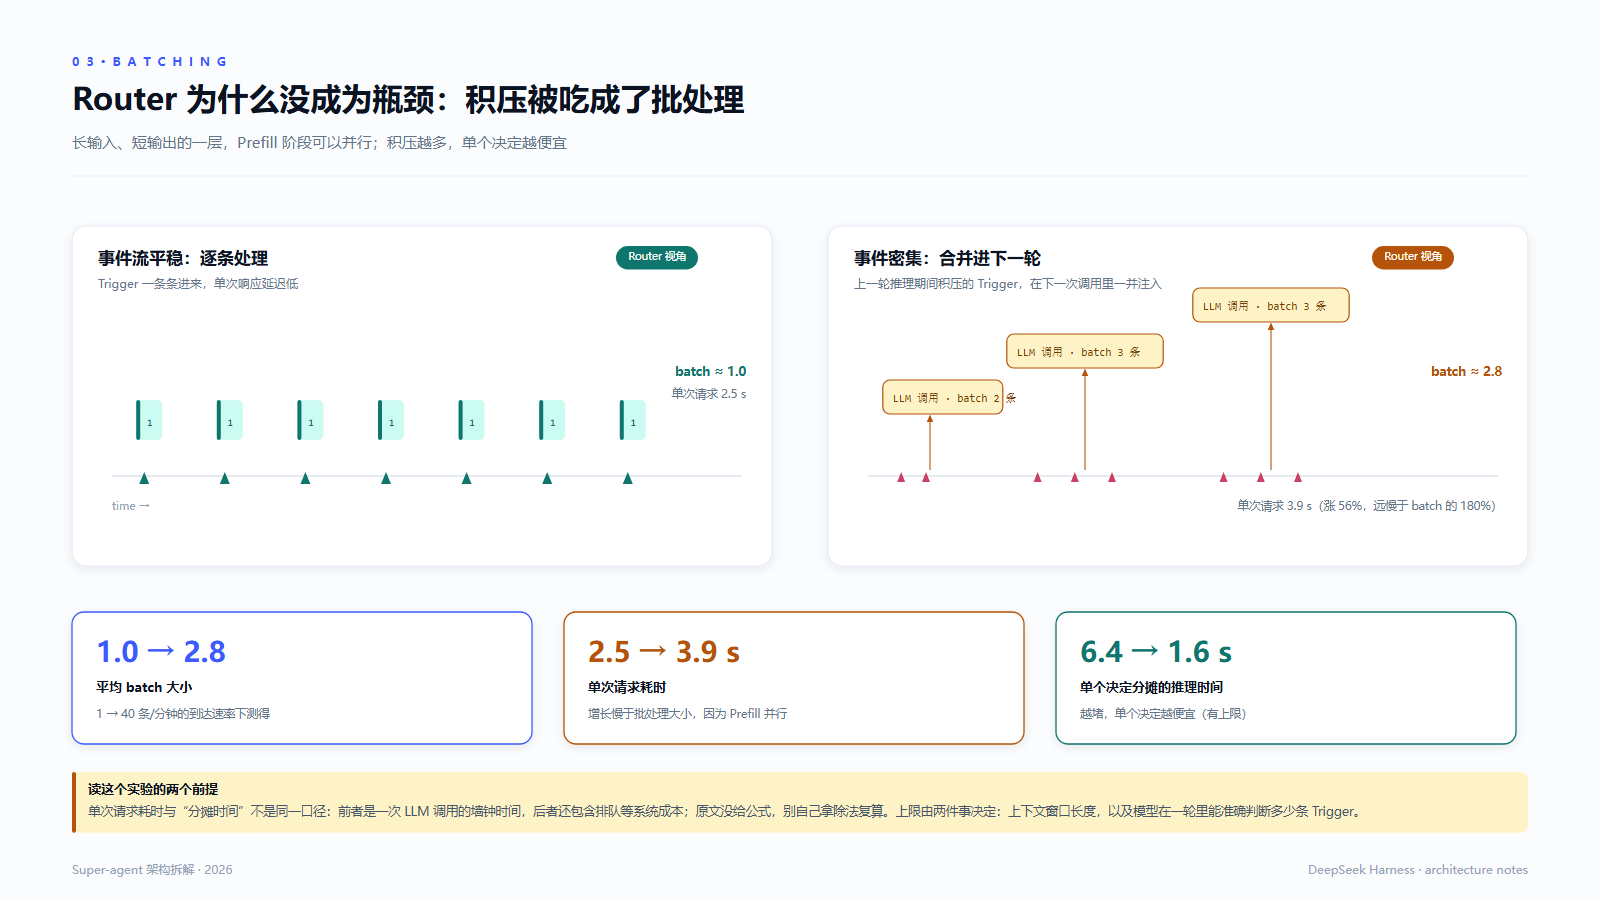 03·BATCHING
Router 为什么没成为瓶颈：积压被吃成了批处理
长输入、短输出的一层，Prefill 阶段可以并行；积压越多，单个决定越便宜
事件流平稳：逐条处理
Router 视角
Trigger 一条条进来，单次响应延迟低
batch ≈ 1.0
单次请求 2.5 s
1
1
1
1
1
1
1
time →
事件密集：合并进下一轮
Router 视角
上一轮推理期间积压的 Trigger，在下一次调用里一并注入
LLM 调用 · batch 3 条
LLM 调用 · batch 3 条
batch ≈ 2.8
LLM 调用 · batch 2 条
单次请求 3.9 s（涨 56%，远慢于 batch 的 180%）
1.0 → 2.8
平均 batch 大小
1 → 40 条/分钟的到达速率下测得
2.5 → 3.9 s
单次请求耗时
增长慢于批处理大小，因为 Prefill 并行
6.4 → 1.6 s
单个决定分摊的推理时间
越堵，单个决定越便宜（有上限）
读这个实验的两个前提
单次请求耗时与“分摊时间”不是同一口径：前者是一次 LLM 调用的墙钟时间，后者还包含排队等系统成本；原文没给公式，别自己拿除法复算。上限由两件事决定：上下文窗口长度，以及模型在一轮里能准确判断多少条 Trigger。
Super-agent 架构拆解 · 2026
DeepSeek Harness · architecture notes